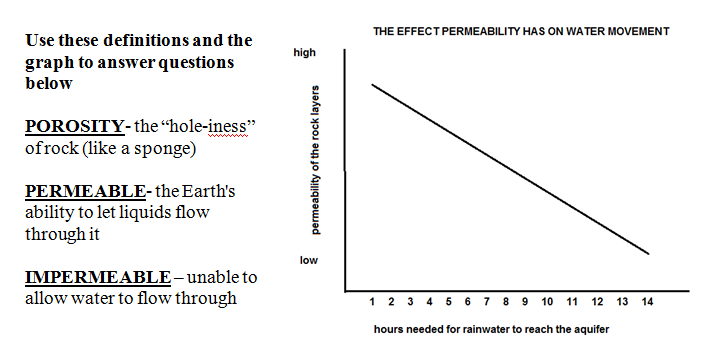 Use these definitions and the
graph to answer questions
below
POROSITY- the “hole-iness”
of rock (like a sponge)
PERMEABLE- the Earth's
ability to let liquids flow
through it
IMPERMEABLE – unable to
allow water to flow through
THE EFFECT PERMEABILITY HAS ON WATER MOVEMENT
high
permeability of the rock layers
low
1 2 3 4 5 6 7 8 9 10 11 12 13 14
hours needed for rainwater to reach the aquifer